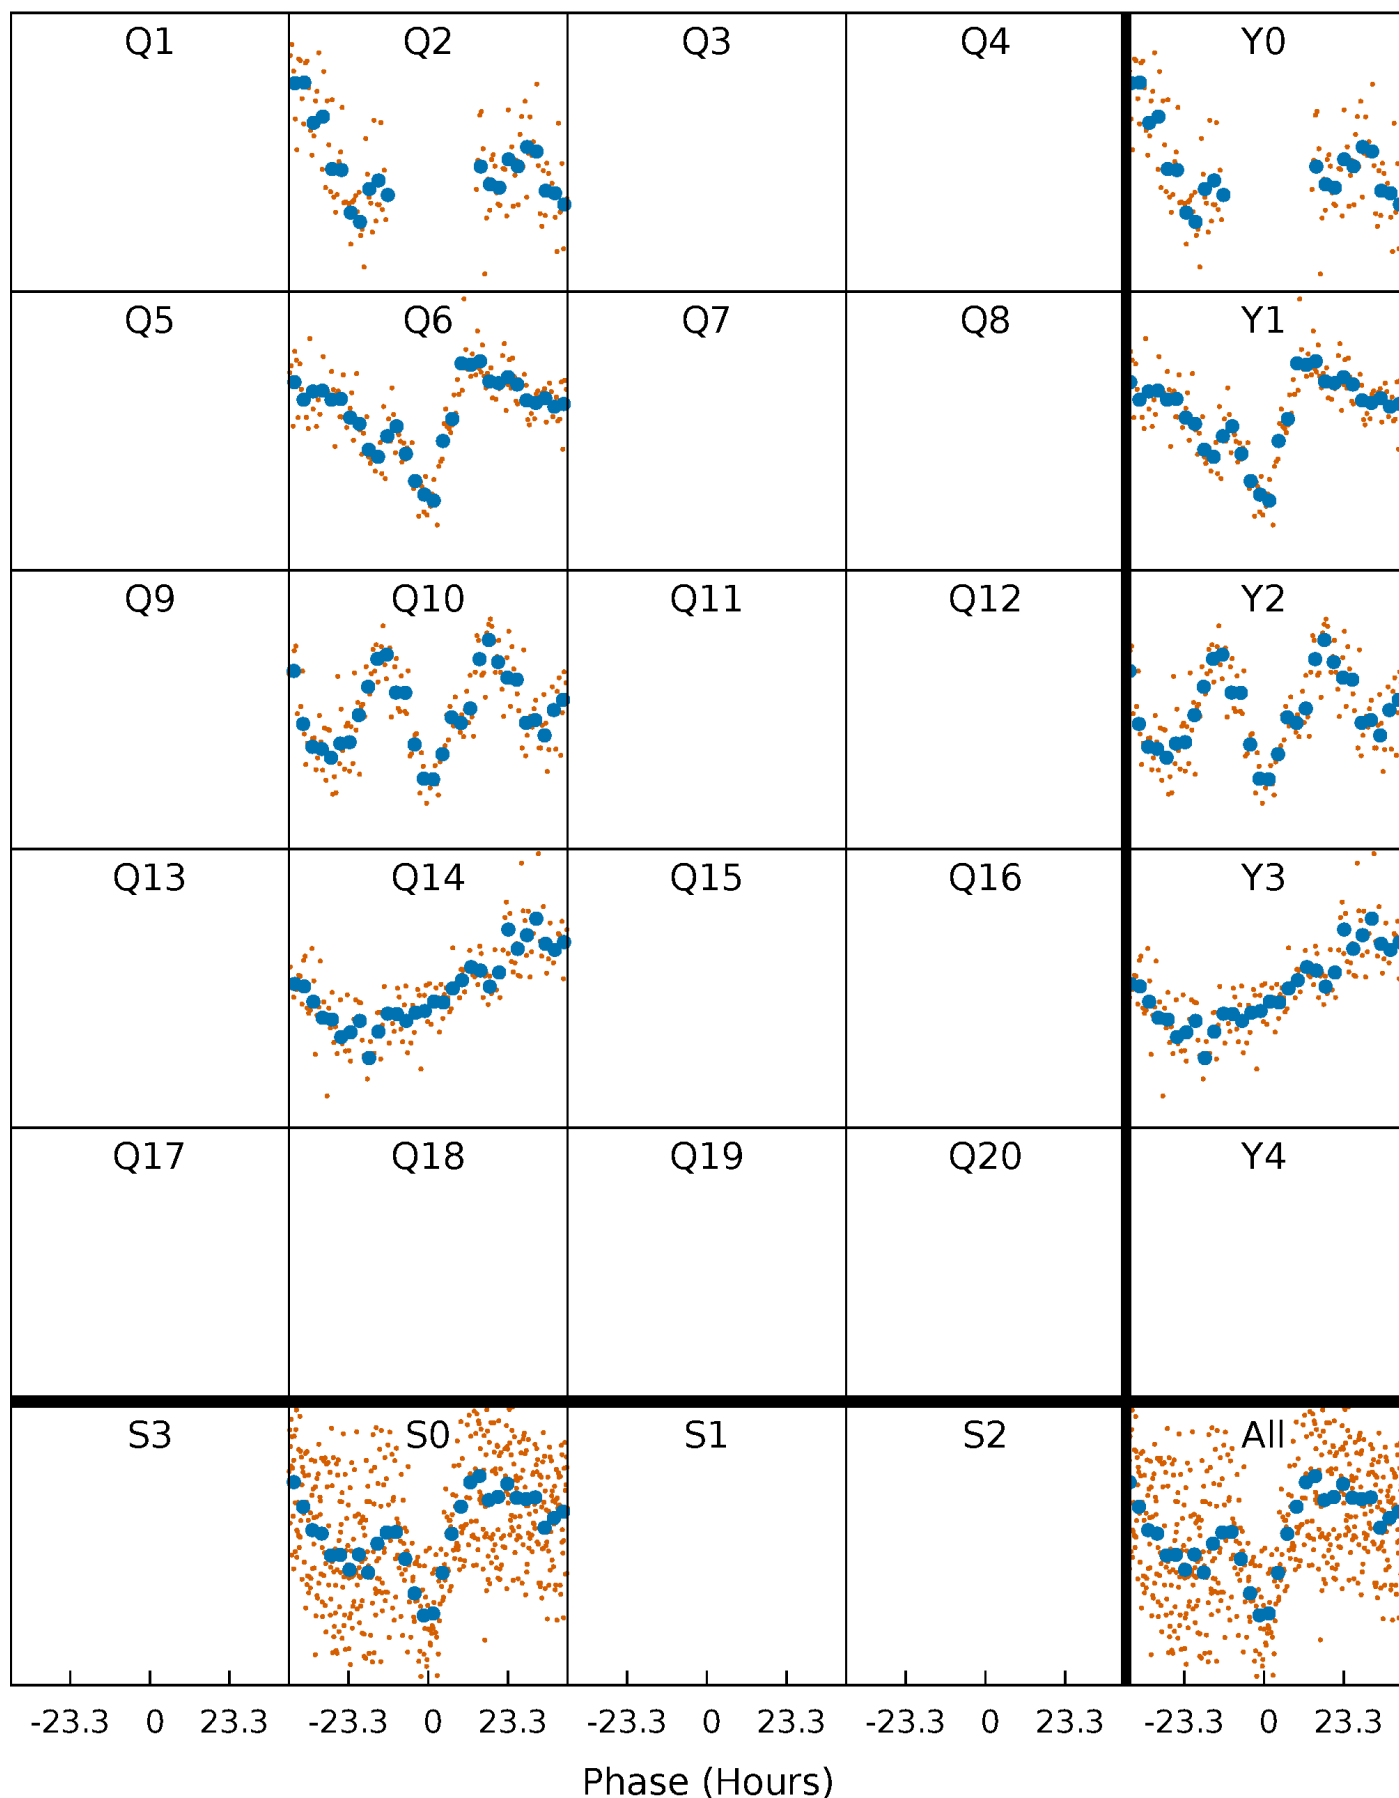 Q1 Q2 Q3 Q4 Y0
Q5 Q6 Q7 Q8 Y1
Q9 Q10 Q11 Q12 Y2
Q13 Q14 Q15 Q16 Y3
Q17 Q18 Q19 Q20 Y4
S3 S0 S1 S2 All
-23.3 0 23.3 -23.3 0 23.3 -23.3 0 23.3 -23.3 0 23.3 -23.3 0 23.3
Phase (Hours)